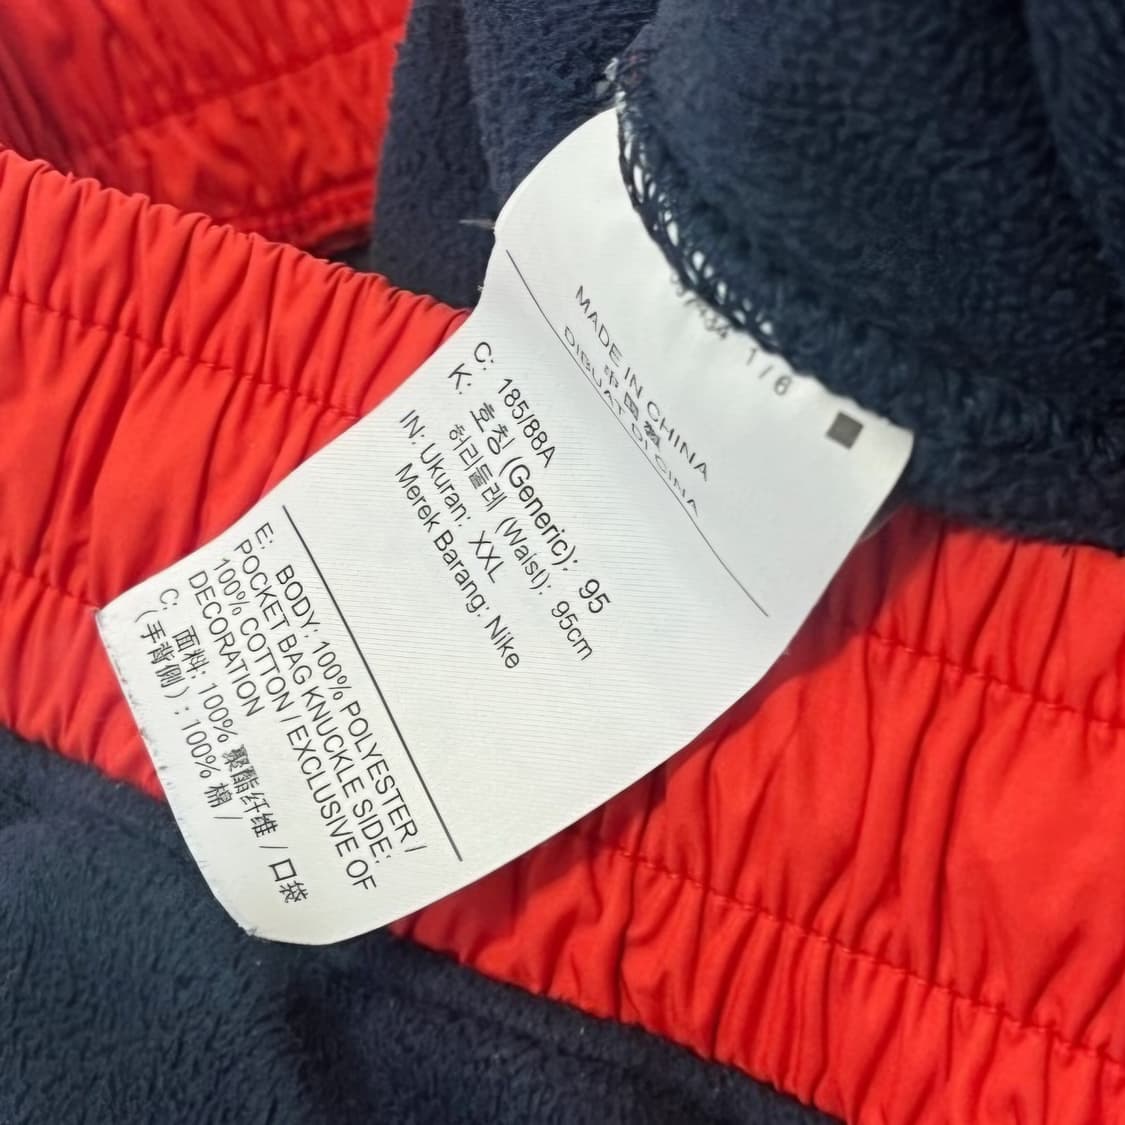 1/6
MADE IN CHINA
中国制
DIBUAT DI CINA
C: 185/88A
K: 호칭 (Generic): 95
허리둘레 (Waist): 95cm
IN: Ukuran: XXL
Merek Barang: Nike
E: BODY: 100% POLYESTER /
POCKET BAG KNUCKLE SIDE:
100% COTTON / EXCLUSIVE OF
DECORATION
C: 面料: 100% 聚酯纤维 / 口袋
(手背侧): 100% 棉 /